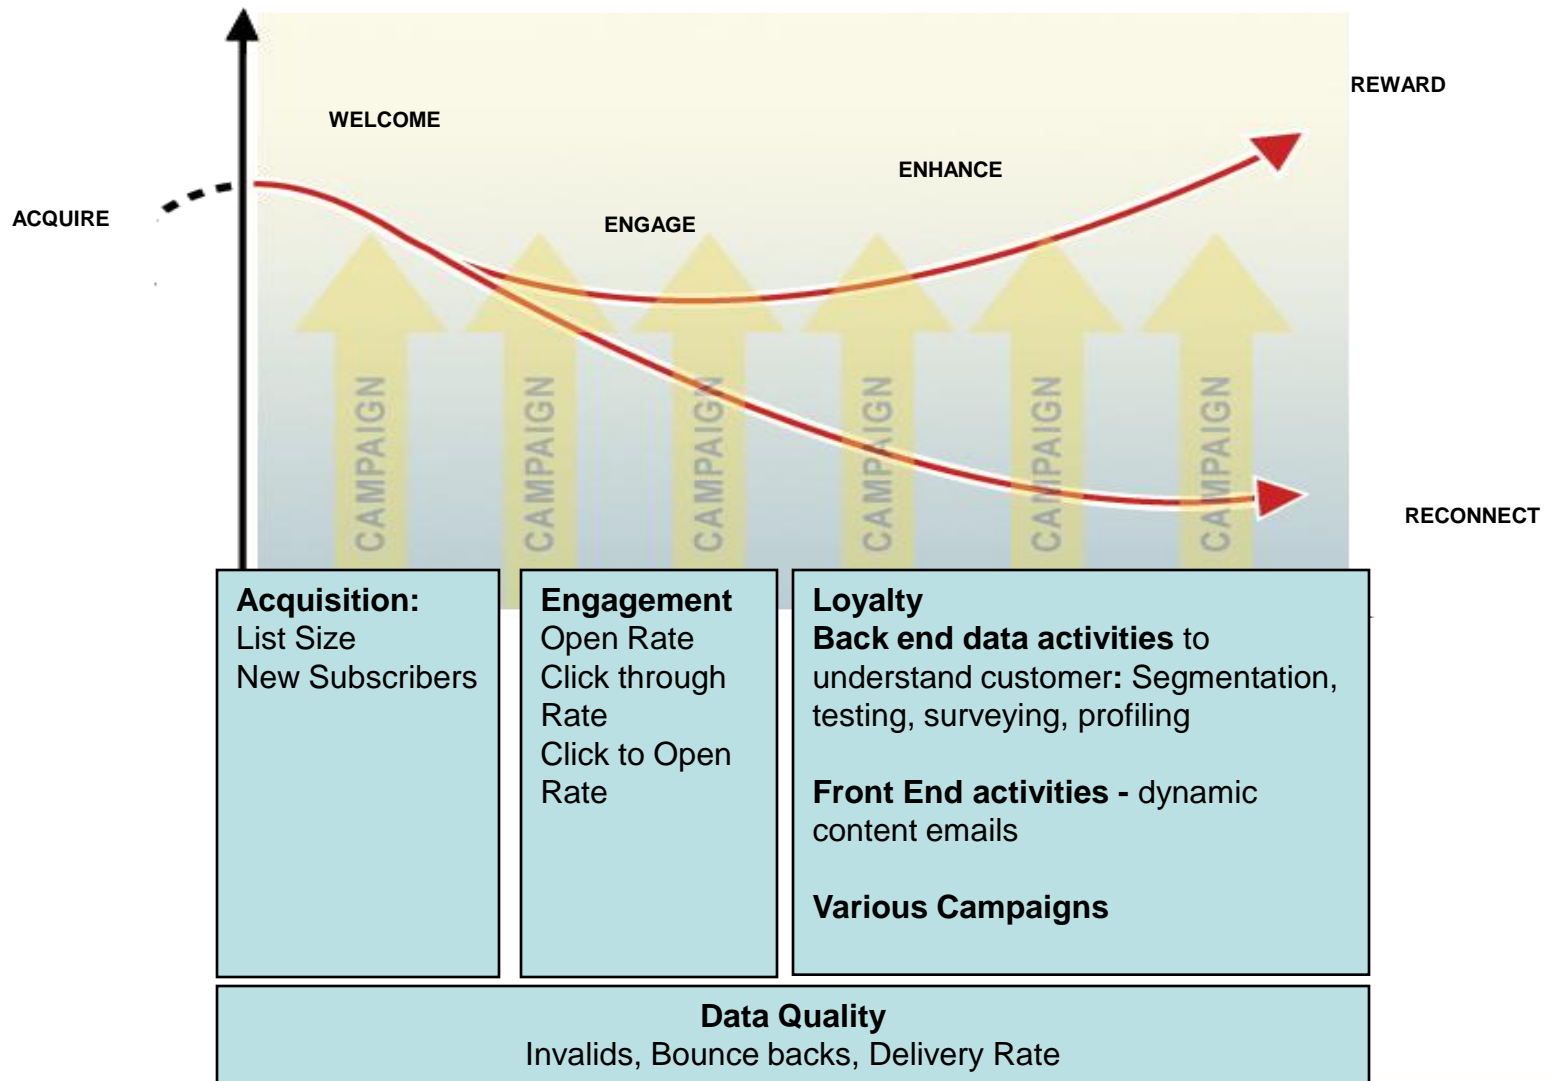 REWARD
WELCOME
ENHANCE
ACQUIRE
ENGAGE
CAMPAIGN
CAMPAIGN
CAMPAIGN
CAMPAIGN
CAMPAIGN
CAMPAIGN
RECONNECT
Acquisition:
List Size
New Subscribers
Engagement
Open Rate
Click through
Rate
Click to Open
Rate
Loyalty
Back end data activities to
understand customer: Segmentation,
testing, surveying, profiling
Front End activities - dynamic
content emails
Various Campaigns
Data Quality
Invalids, Bounce backs, Delivery Rate